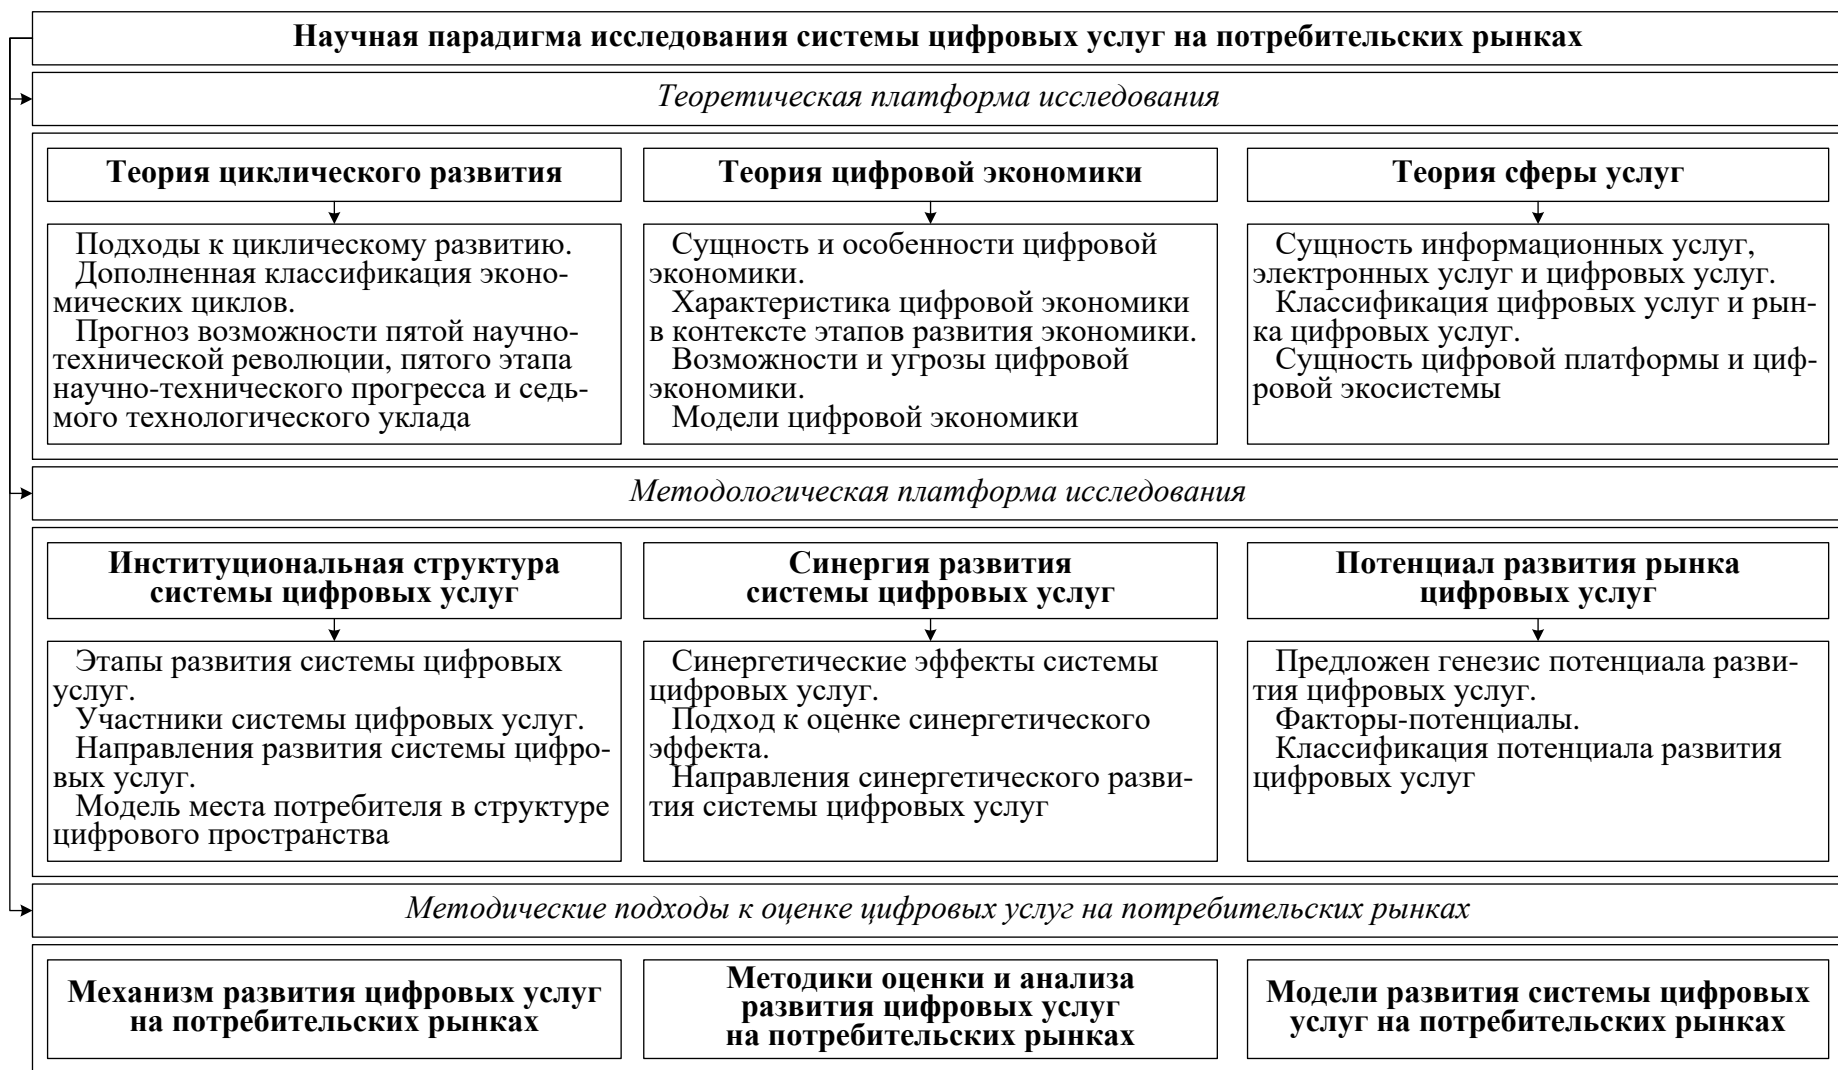 Научная парадигма исследования системы цифровых услуг на потребительских рынках
Теоретическая платформа исследования
Теория циклического развития
Подходы к циклическому развитию.
Дополненная классификация эконо-
мических циклов.
Прогноз возможности пятой научно-
технической революции, пятого этапа
научно-технического прогресса и седь-
мого технологического уклада
Теория цифровой экономики
Сущность и особенности цифровой
экономики.
Характеристика цифровой экономики
в контексте этапов развития экономики.
Возможности и угрозы цифровой
экономики.
Модели цифровой экономики
Теория сферы услуг
Сущность информационных услуг,
электронных услуг и цифровых услуг.
Классификация цифровых услуг и рын-
ка цифровых услуг.
Сущность цифровой платформы и циф-
ровой экосистемы
Методологическая платформа исследования
Институциональная структура
системы цифровых услуг
Этапы развития системы цифровых
услуг.
Участники системы цифровых услуг.
Направления развития системы цифро-
вых услуг.
Модель места потребителя в структуре
цифрового пространства
Синергия развития
системы цифровых услуг
Синергетические эффекты системы
цифровых услуг.
Подход к оценке синергетического
эффекта.
Направления синергетического разви-
тия системы цифровых услуг
Потенциал развития рынка
цифровых услуг
Предложен генезис потенциала разви-
тия цифровых услуг.
Факторы-потенциалы.
Классификация потенциала развития
цифровых услуг
Методические подходы к оценке цифровых услуг на потребительских рынках
Механизм развития цифровых услуг
на потребительских рынках
Методики оценки и анализа
развития цифровых услуг
на потребительских рынках
Модели развития системы цифровых
услуг на потребительских рынках